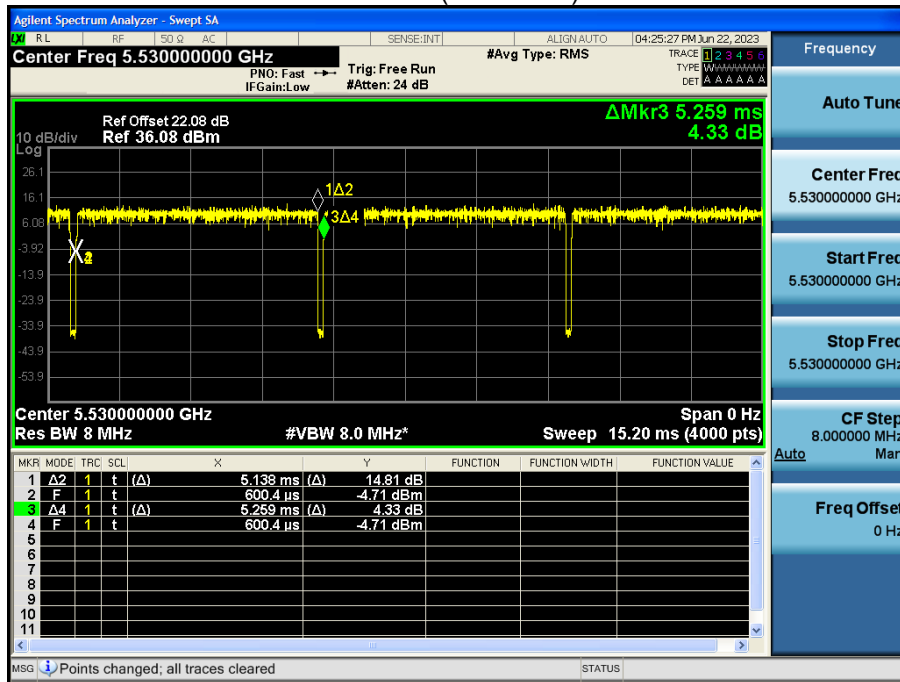 Agilent Spectrum Analyzer - Swept SA
LXI RL RF 50 Ω AC SENSE:INT ALIGN AUTO 04:25:27 PM Jun 22, 2023
Center Freq 5.530000000 GHz #Avg Type: RMS TRACE 1 2 3 4 5 6
PNO: Fast Trig: Free Run TYPE W W W W W W
IFGain:Low #Atten: 24 dB DET A A A A A A
Frequency
Auto Tune
Ref Offset 22.08 dB ΔMkr3 5.259 ms
10 dB/div Ref 36.08 dBm 4.33 dB
Log
26.1
16.1
6.08
-3.92
-13.9
-23.9
-33.9
-43.9
-53.9
1Δ2
3Δ4
Center Freq
5.530000000 GHz
Start Freq
5.530000000 GHz
Stop Freq
5.530000000 GHz
Center 5.530000000 GHz Span 0 Hz
Res BW 8 MHz #VBW 8.0 MHz* Sweep 15.20 ms (4000 pts)
CF Step
8.000000 MHz
Auto Man
Freq Offset
0 Hz
MKR MODE TRC SCL X Y FUNCTION FUNCTION WIDTH FUNCTION VALUE
1 Δ2 1 t (Δ) 5.138 ms (Δ) 14.81 dB
2 F 1 t 600.4 µs -4.71 dBm
3 Δ4 1 t (Δ) 5.259 ms (Δ) 4.33 dB
4 F 1 t 600.4 µs -4.71 dBm
5
6
7
8
9
10
11
MSG Points changed; all traces cleared STATUS